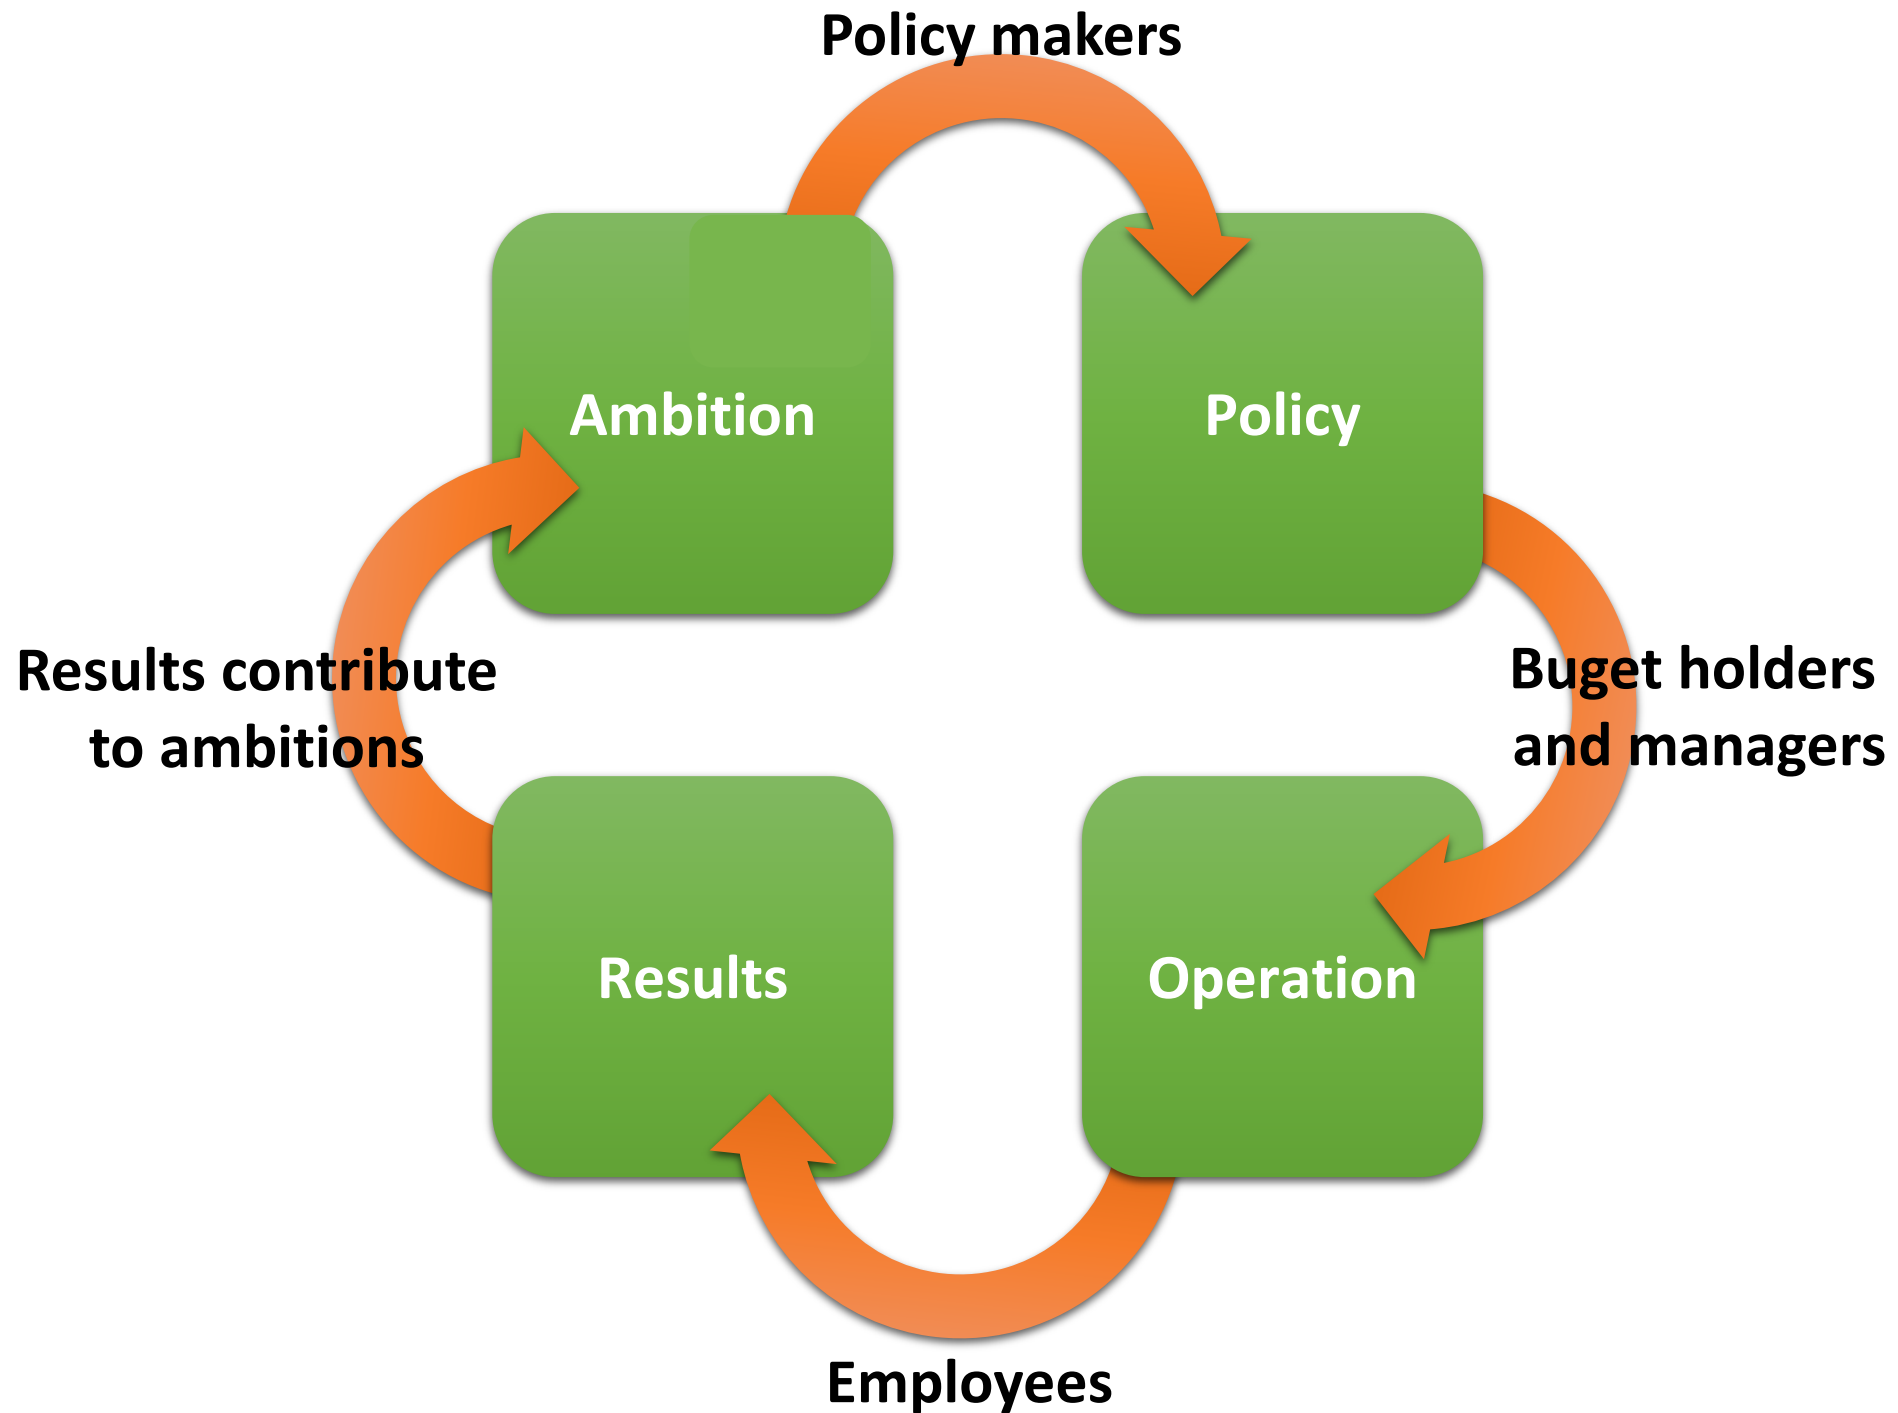 Policy makers
Ambition
Policy
Results contribute
to ambitions
Buget holders
and managers
Results
Operation
Employees